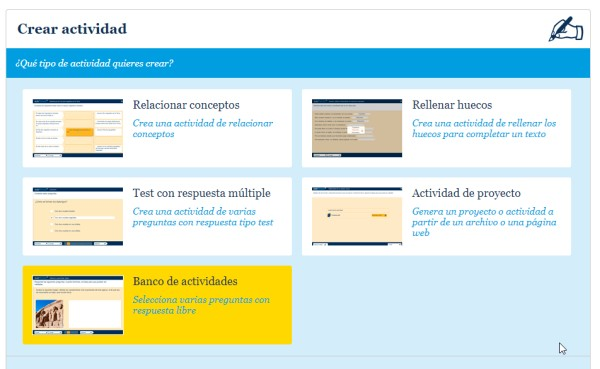 Crear actividad
¿Qué tipo de actividad quieres crear?
Relacionar conceptos
Crea una actividad de relacionar
conceptos
Rellenar huecos
Crea una actividad de rellenar los
huecos para completar un texto
Test con respuesta múltiple
Crea una actividad de varias
preguntas con respuesta tipo test
Actividad de proyecto
Genera un proyecto o actividad a
partir de un archivo o una página
web
Banco de actividades
Selecciona varias preguntas con
respuesta libre